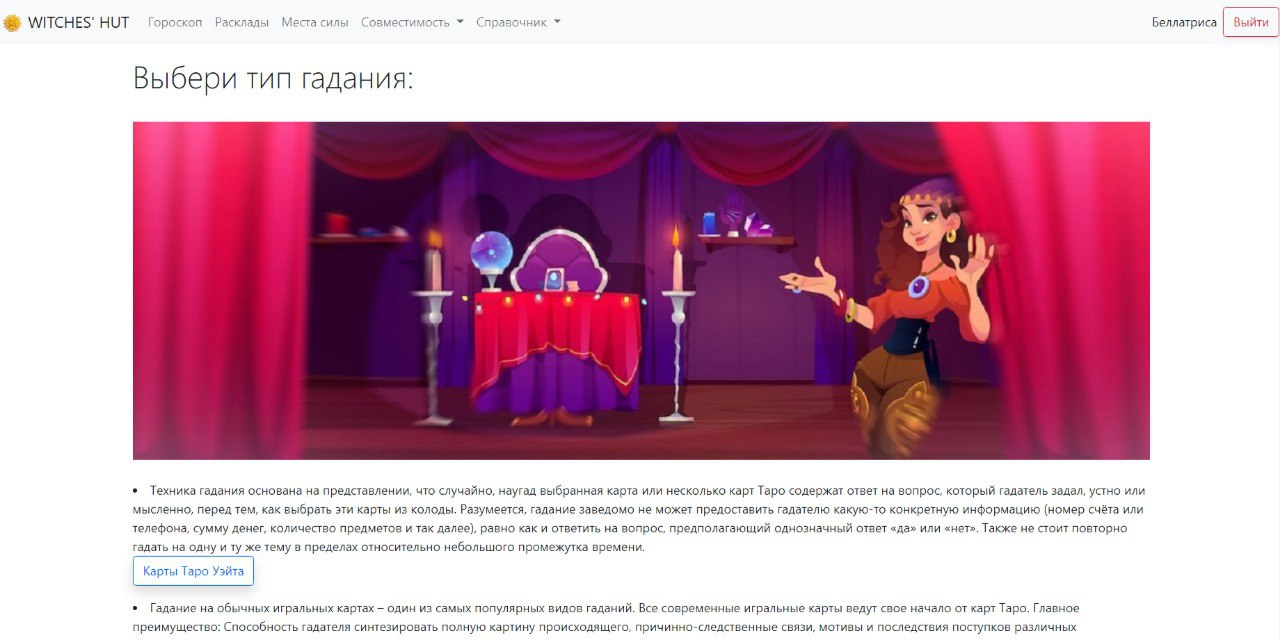 WITCHES' HUT Гороскоп Расклады Места силы Совместимость Справочник Беллатриса Выйти
Выбери тип гадания:
• Техника гадания основана на представлении, что случайно, наугад выбранная карта или несколько карт Таро содержат ответ на вопрос, который гадатель задал, устно или
мысленно, перед тем, как выбрать эти карты из колоды. Разумеется, гадание заведомо не может предоставить гадателю какую-то конкретную информацию (номер счёта или
телефона, сумму денег, количество предметов и так далее), равно как и ответить на вопрос, предполагающий однозначный ответ «да» или «нет». Также не стоит повторно
гадать на одну и ту же тему в пределах относительно небольшого промежутка времени.
Карты Таро Уэйта
• Гадание на обычных игральных картах – один из самых популярных видов гаданий. Все современные игральные карты ведут свое начало от карт Таро. Главное
преимущество: Способность гадателя синтезировать полную картину происходящего, причинно-следственные связи, мотивы и последствия поступков различных